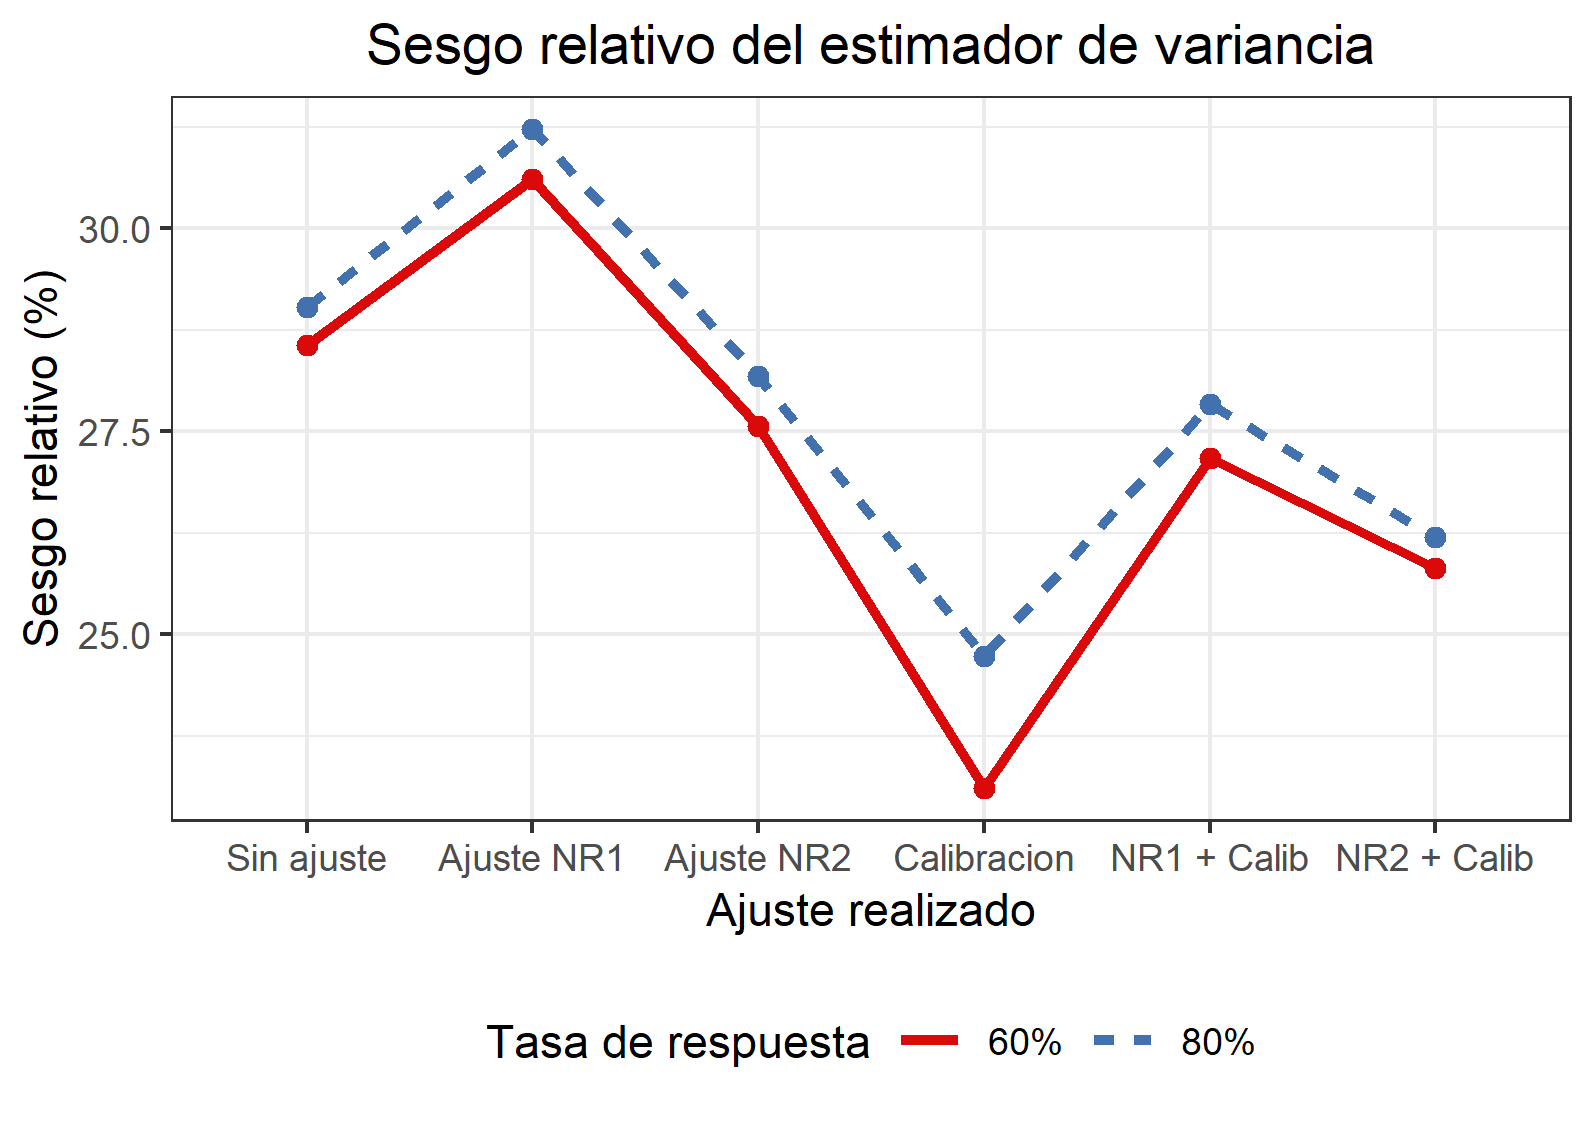 Sesgo relativo del estimador de variancia
Sesgo relativo (%)
30.0
27.5
25.0
Sin ajuste
Ajuste NR1
Ajuste NR2
Calibracion
NR1 + Calib
NR2 + Calib
Ajuste realizado
Tasa de respuesta 60% 80%